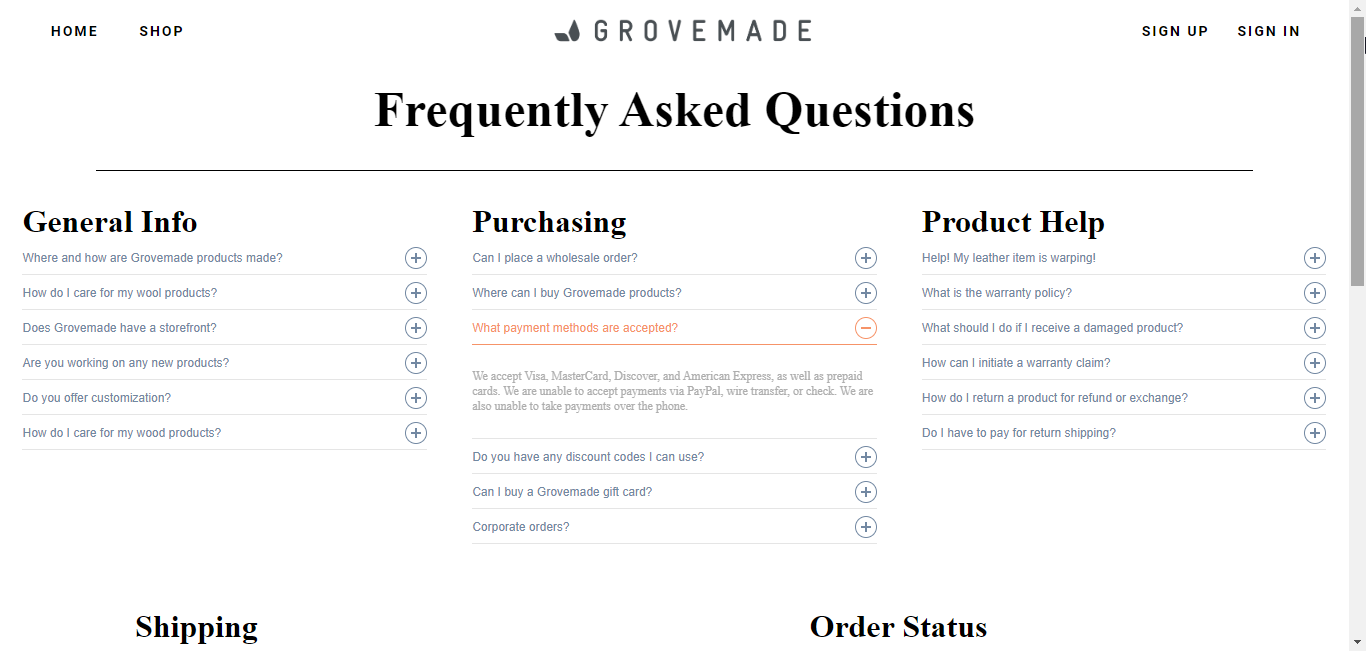 HOME SHOP GROVEMADE SIGN UP SIGN IN
Frequently Asked Questions
General Info
Where and how are Grovemade products made?
How do I care for my wool products?
Does Grovemade have a storefront?
Are you working on any new products?
Do you offer customization?
How do I care for my wood products?
Purchasing
Can I place a wholesale order?
Where can I buy Grovemade products?
What payment methods are accepted?
We accept Visa, MasterCard, Discover, and American Express, as well as prepaid
cards. We are unable to accept payments via PayPal, wire transfer, or check. We are
also unable to take payments over the phone.
Do you have any discount codes I can use?
Can I buy a Grovemade gift card?
Corporate orders?
Product Help
Help! My leather item is warping!
What is the warranty policy?
What should I do if I receive a damaged product?
How can I initiate a warranty claim?
How do I return a product for refund or exchange?
Do I have to pay for return shipping?
Shipping
Order Status